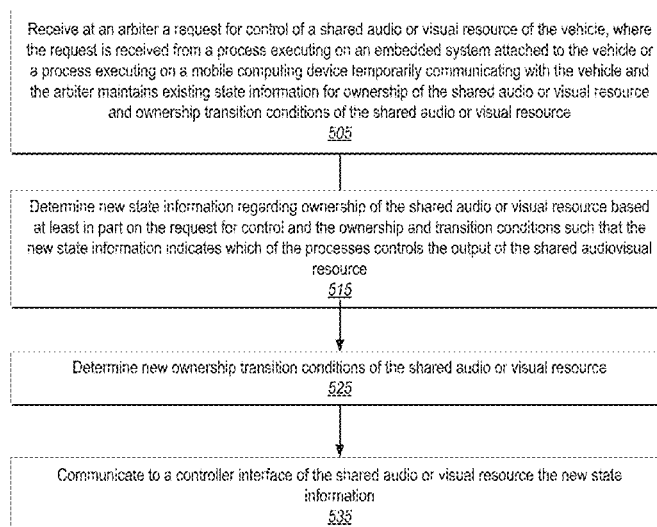 Receive at an arbiter a request for control of a shared audio or visual resource of the vehicle, where
the request is received from a process executing on an embedded system attached to the vehicle or
a process executing on a mobile computing device temporarily communicating with the vehicle and
the arbiter maintains existing state information for ownership of the shared audio or visual resource
and ownership transition conditions of the shared audio or visual resource
505
Determine new state information regarding ownership of the shared audio or visual resource based
at least in part on the request for control and the ownership and transition conditions such that the
new state information indicates which of the processes controls the output of the shared audiovisual
resource
515
Determine new ownership transition conditions of the shared audio or visual resource
525
Communicate to a controller interface of the shared audio or visual resource the new state
information
535